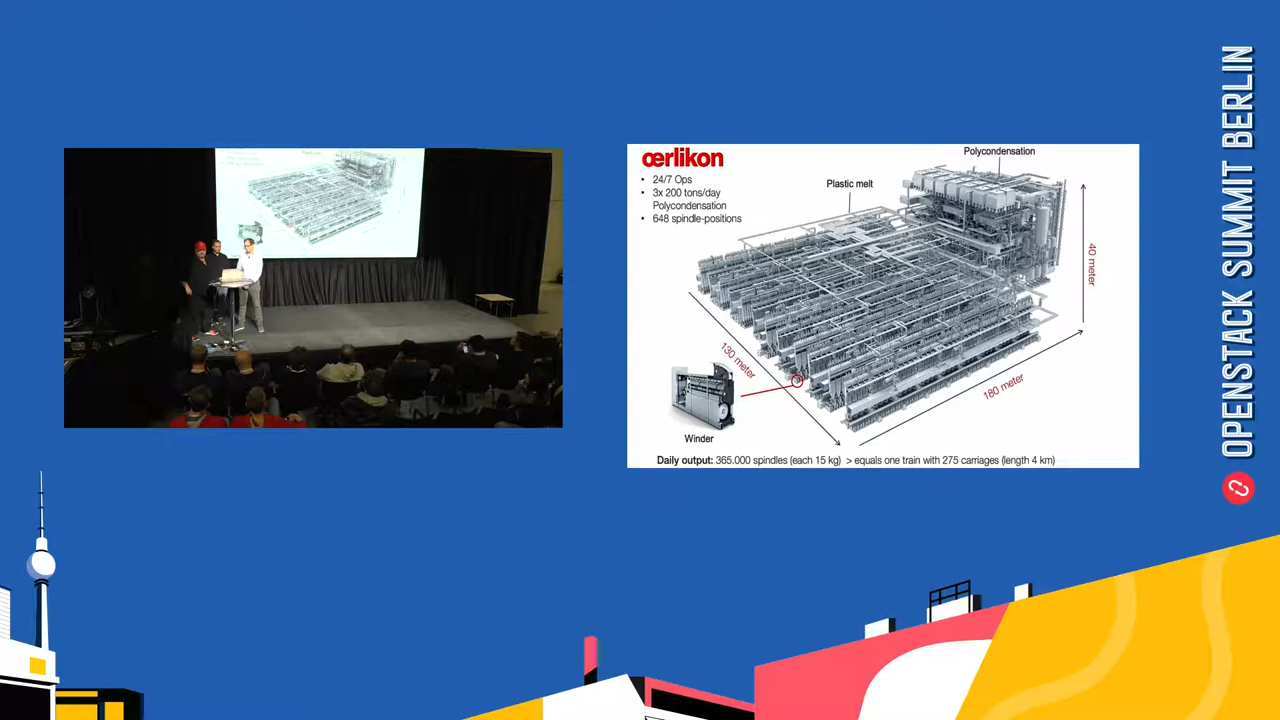 œrlikon
• 24/7 Ops
• 3x 200 tons/day
Polycondensation
• 648 spindle-positions
Polycondensation
Plastic melt
40 meter
130 meter
180 meter
Winder
Daily output: 365.000 spindles (each 15 kg) > equals one train with 275 carriages (length 4 km)
OPENSTACK SUMMIT BERLIN